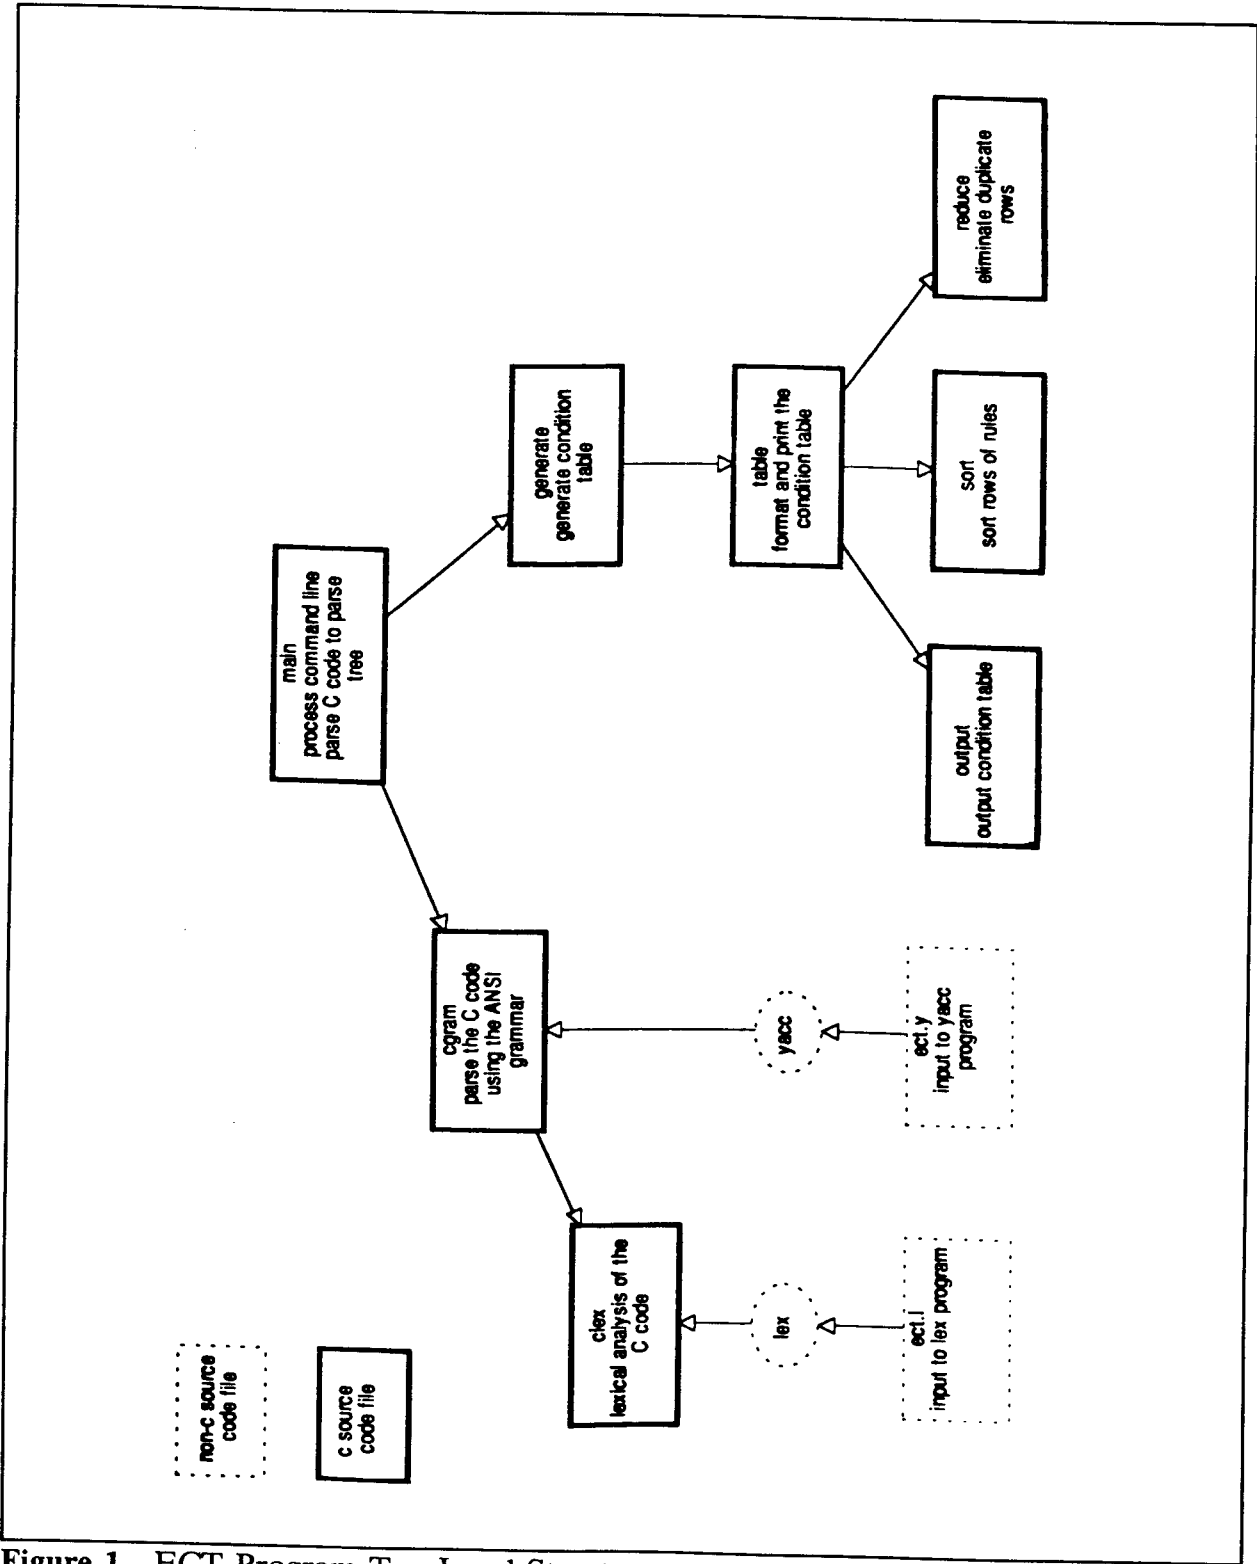 non-c source
code file
c source
code file
main
process command line
parse C code to parse
tree
cgram
parse the C code
using the ANSI
grammar
generate
generate condition
table
clex
lexical analysis of the
C code
table
format and print the
condition table
lex
yacc
ect.l
input to lex program
ect.y
input to yacc
program
output
output condition table
sort
sort rows of rules
reduce
eliminate duplicate
rows
Figure 1 ECT Program Top Level